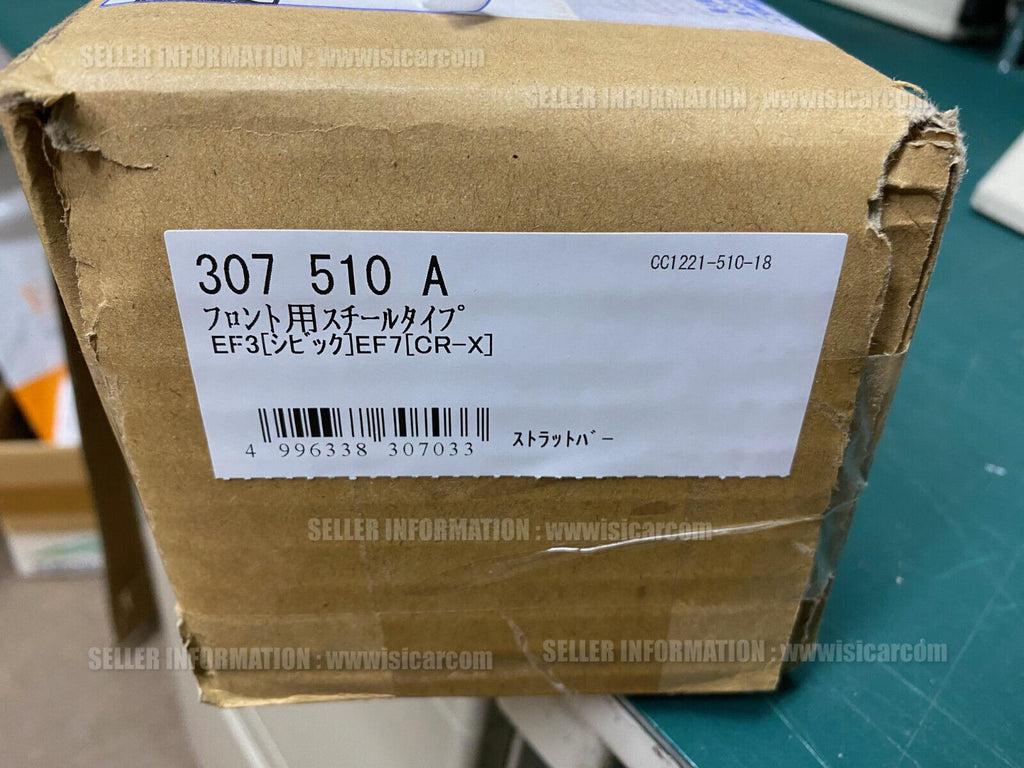 SELLER INFORMATION : wwwisicarcom
SELLER INFORMATION : wwwisicarcom
307 510 A
CC1221-510-18
フロント用スチールタイプ
EF3[シビック]EF7[CR-X]
4 996338 307033
ストラットバー
SELLER INFORMATION : wwwisicarcom
SELLER INFORMATION : wwwisicarcom
SELLER INFORMATION : wwwisicarcom